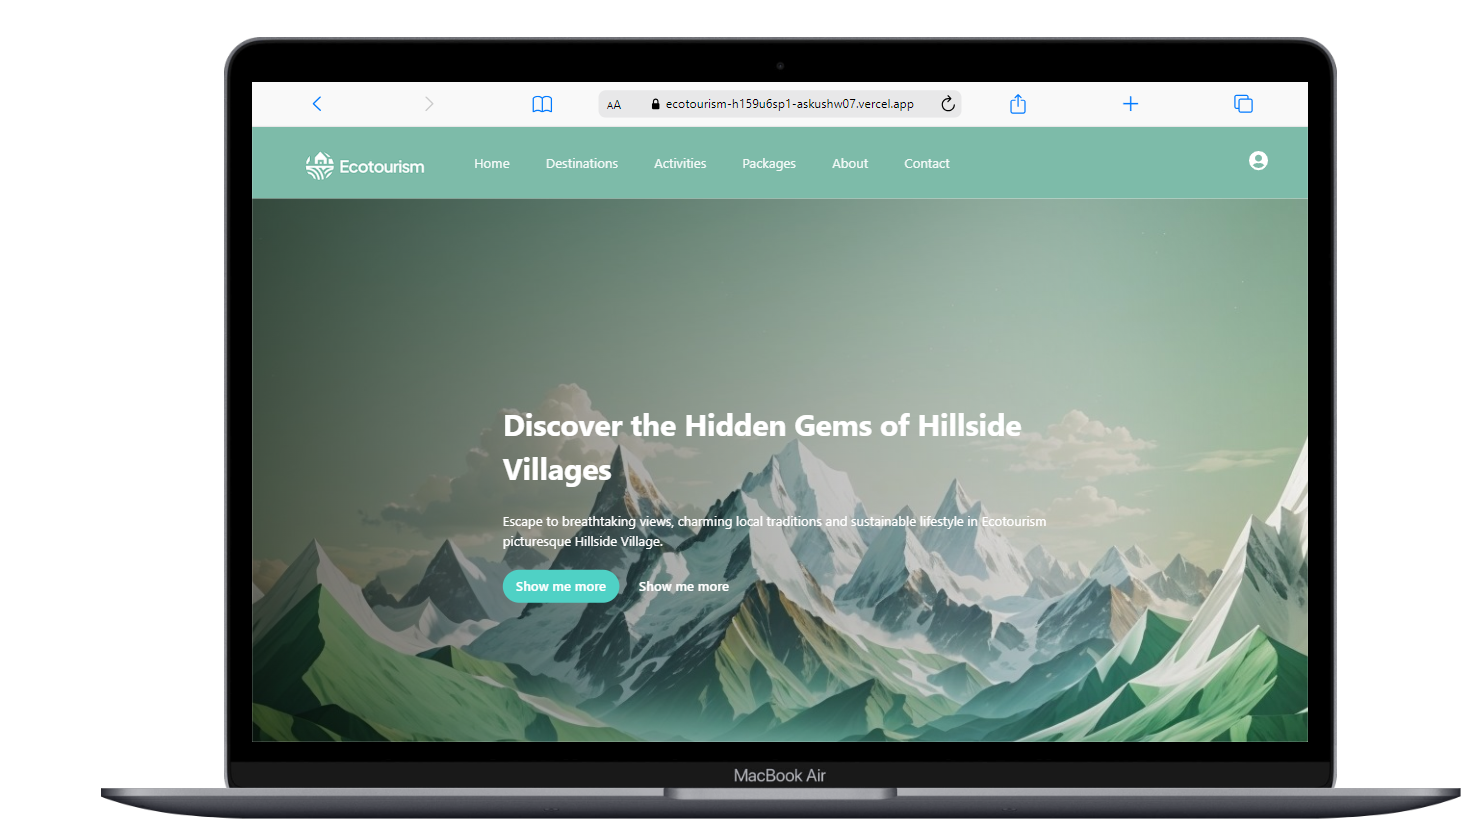 AA ecotourism-h159u6sp1-askushw07.vercel.app
Ecotourism Home Destinations Activities Packages About Contact
Discover the Hidden Gems of Hillside
Villages
Escape to breathtaking views, charming local traditions and sustainable lifestyle in Ecotourism
picturesque Hillside Village.
Show me more Show me more
MacBook Air